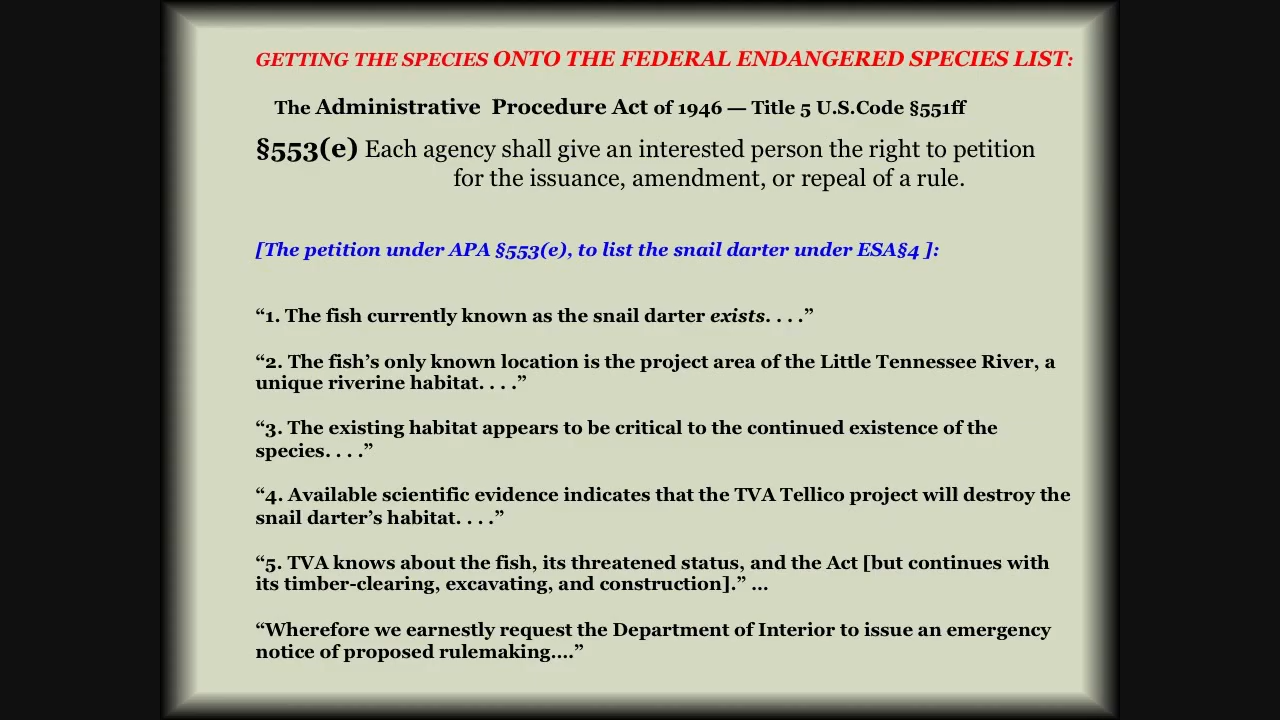 GETTING THE SPECIES ONTO THE FEDERAL ENDANGERED SPECIES LIST:
The Administrative Procedure Act of 1946 — Title 5 U.S.Code §551ff
§553(e) Each agency shall give an interested person the right to petition
for the issuance, amendment, or repeal of a rule.
[The petition under APA §553(e), to list the snail darter under ESA§4 ]:
“1. The fish currently known as the snail darter exists. . . .”
“2. The fish’s only known location is the project area of the Little Tennessee River, a
unique riverine habitat. . . .”
“3. The existing habitat appears to be critical to the continued existence of the
species. . . .”
“4. Available scientific evidence indicates that the TVA Tellico project will destroy the
snail darter’s habitat. . . .”
“5. TVA knows about the fish, its threatened status, and the Act [but continues with
its timber-clearing, excavating, and construction].” ...
“Wherefore we earnestly request the Department of Interior to issue an emergency
notice of proposed rulemaking....”